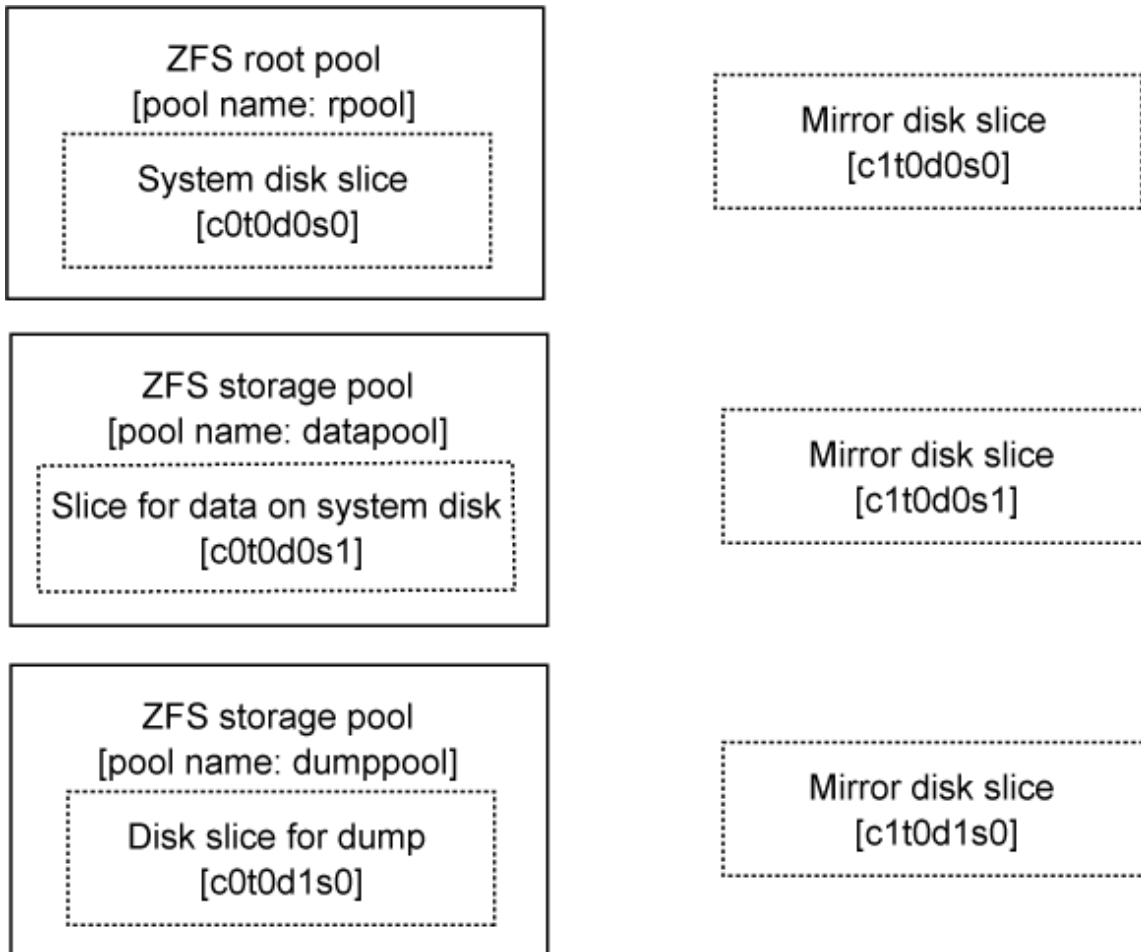 ZFS root pool
[pool name: rpool]
System disk slice
[c0t0d0s0]
Mirror disk slice
[c1t0d0s0]
ZFS storage pool
[pool name: datapool]
Slice for data on system disk
[c0t0d0s1]
Mirror disk slice
[c1t0d0s1]
ZFS storage pool
[pool name: dumppool]
Disk slice for dump
[c0t0d1s0]
Mirror disk slice
[c1t0d1s0]